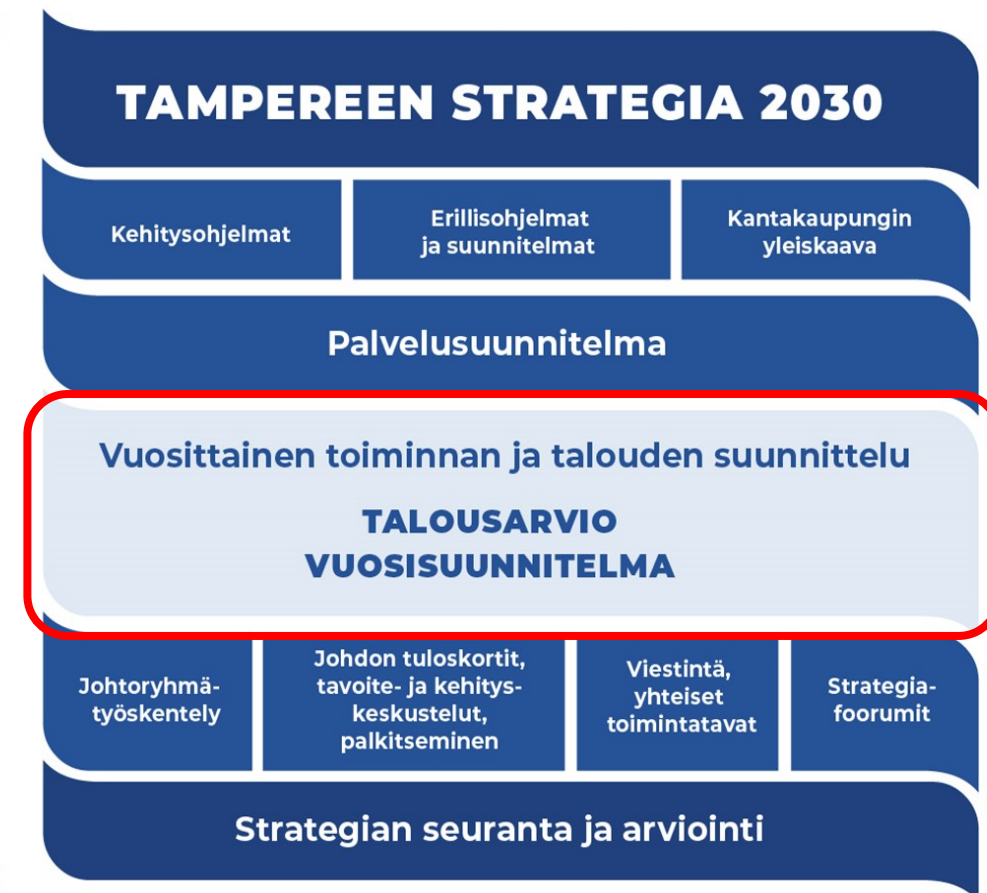 TAMPEREEN STRATEGIA 2030
Kehitysohjelmat
Erillisohjelmat
ja suunnitelmat
Kantakaupungin
yleiskaava
Palvelusuunnitelma
Vuosittainen toiminnan ja talouden suunnittelu
TALOUSARVIO
VUOSISUUNNITELMA
Johtoryhmä-
työskentely
Johdon tuloskortit,
tavoite- ja kehitys-
keskustelut,
palkitseminen
Viestintä,
yhteiset
toimintatavat
Strategia-
foorumit
Strategian seuranta ja arviointi